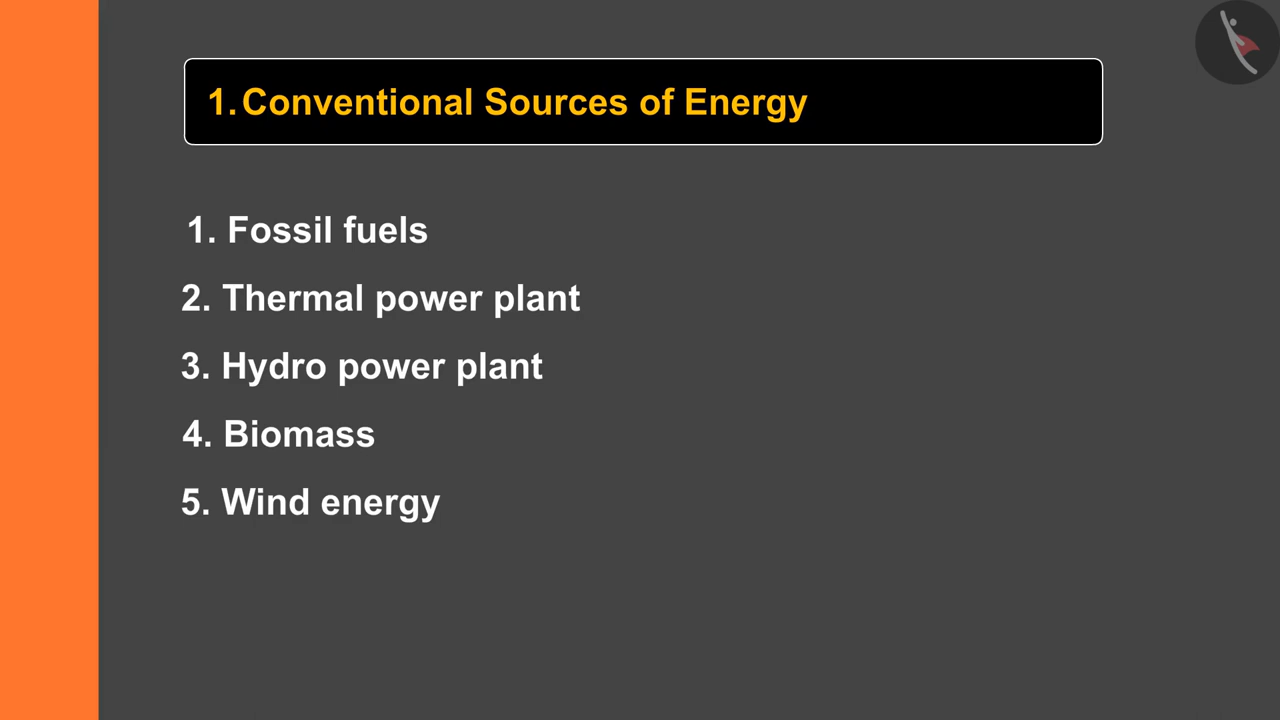 1. Conventional Sources of Energy
1. Fossil fuels
2. Thermal power plant
3. Hydro power plant
4. Biomass
5. Wind energy